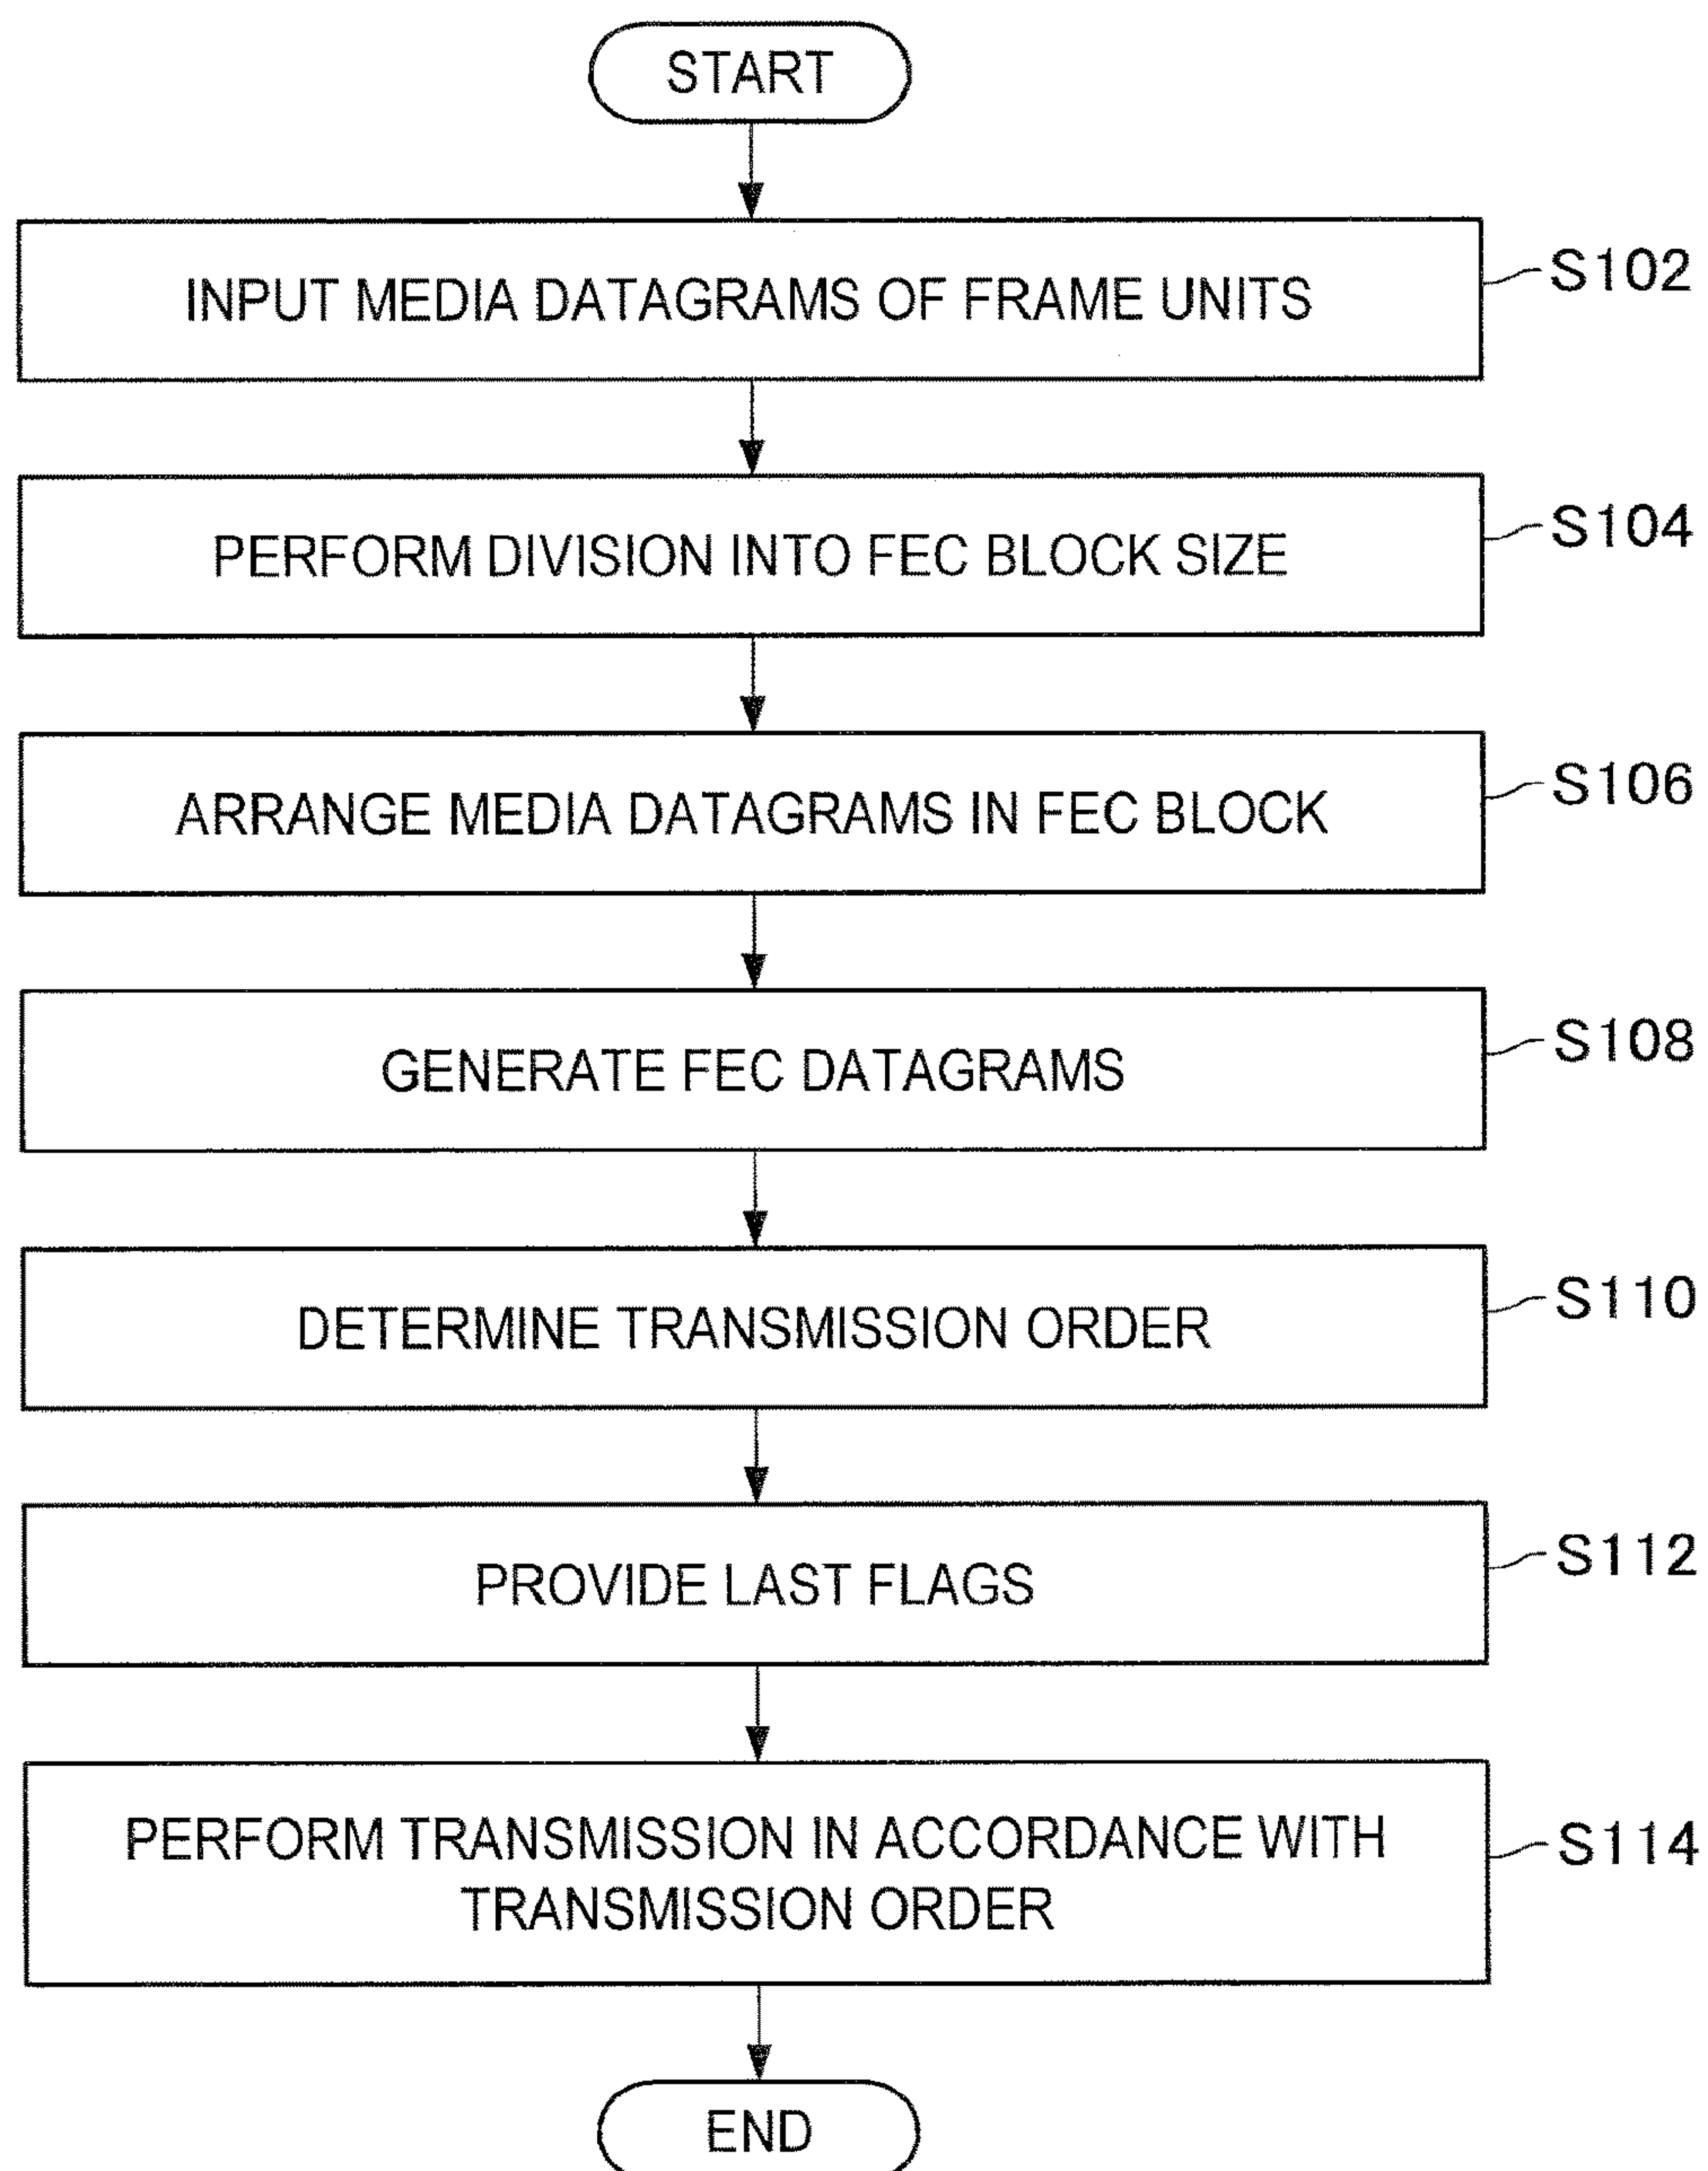 START
INPUT MEDIA DATAGRAMS OF FRAME UNITS
S102
PERFORM DIVISION INTO FEC BLOCK SIZE
S104
ARRANGE MEDIA DATAGRAMS IN FEC BLOCK
S106
GENERATE FEC DATAGRAMS
S108
DETERMINE TRANSMISSION ORDER
S110
PROVIDE LAST FLAGS
S112
PERFORM TRANSMISSION IN ACCORDANCE WITH
TRANSMISSION ORDER
S114
END